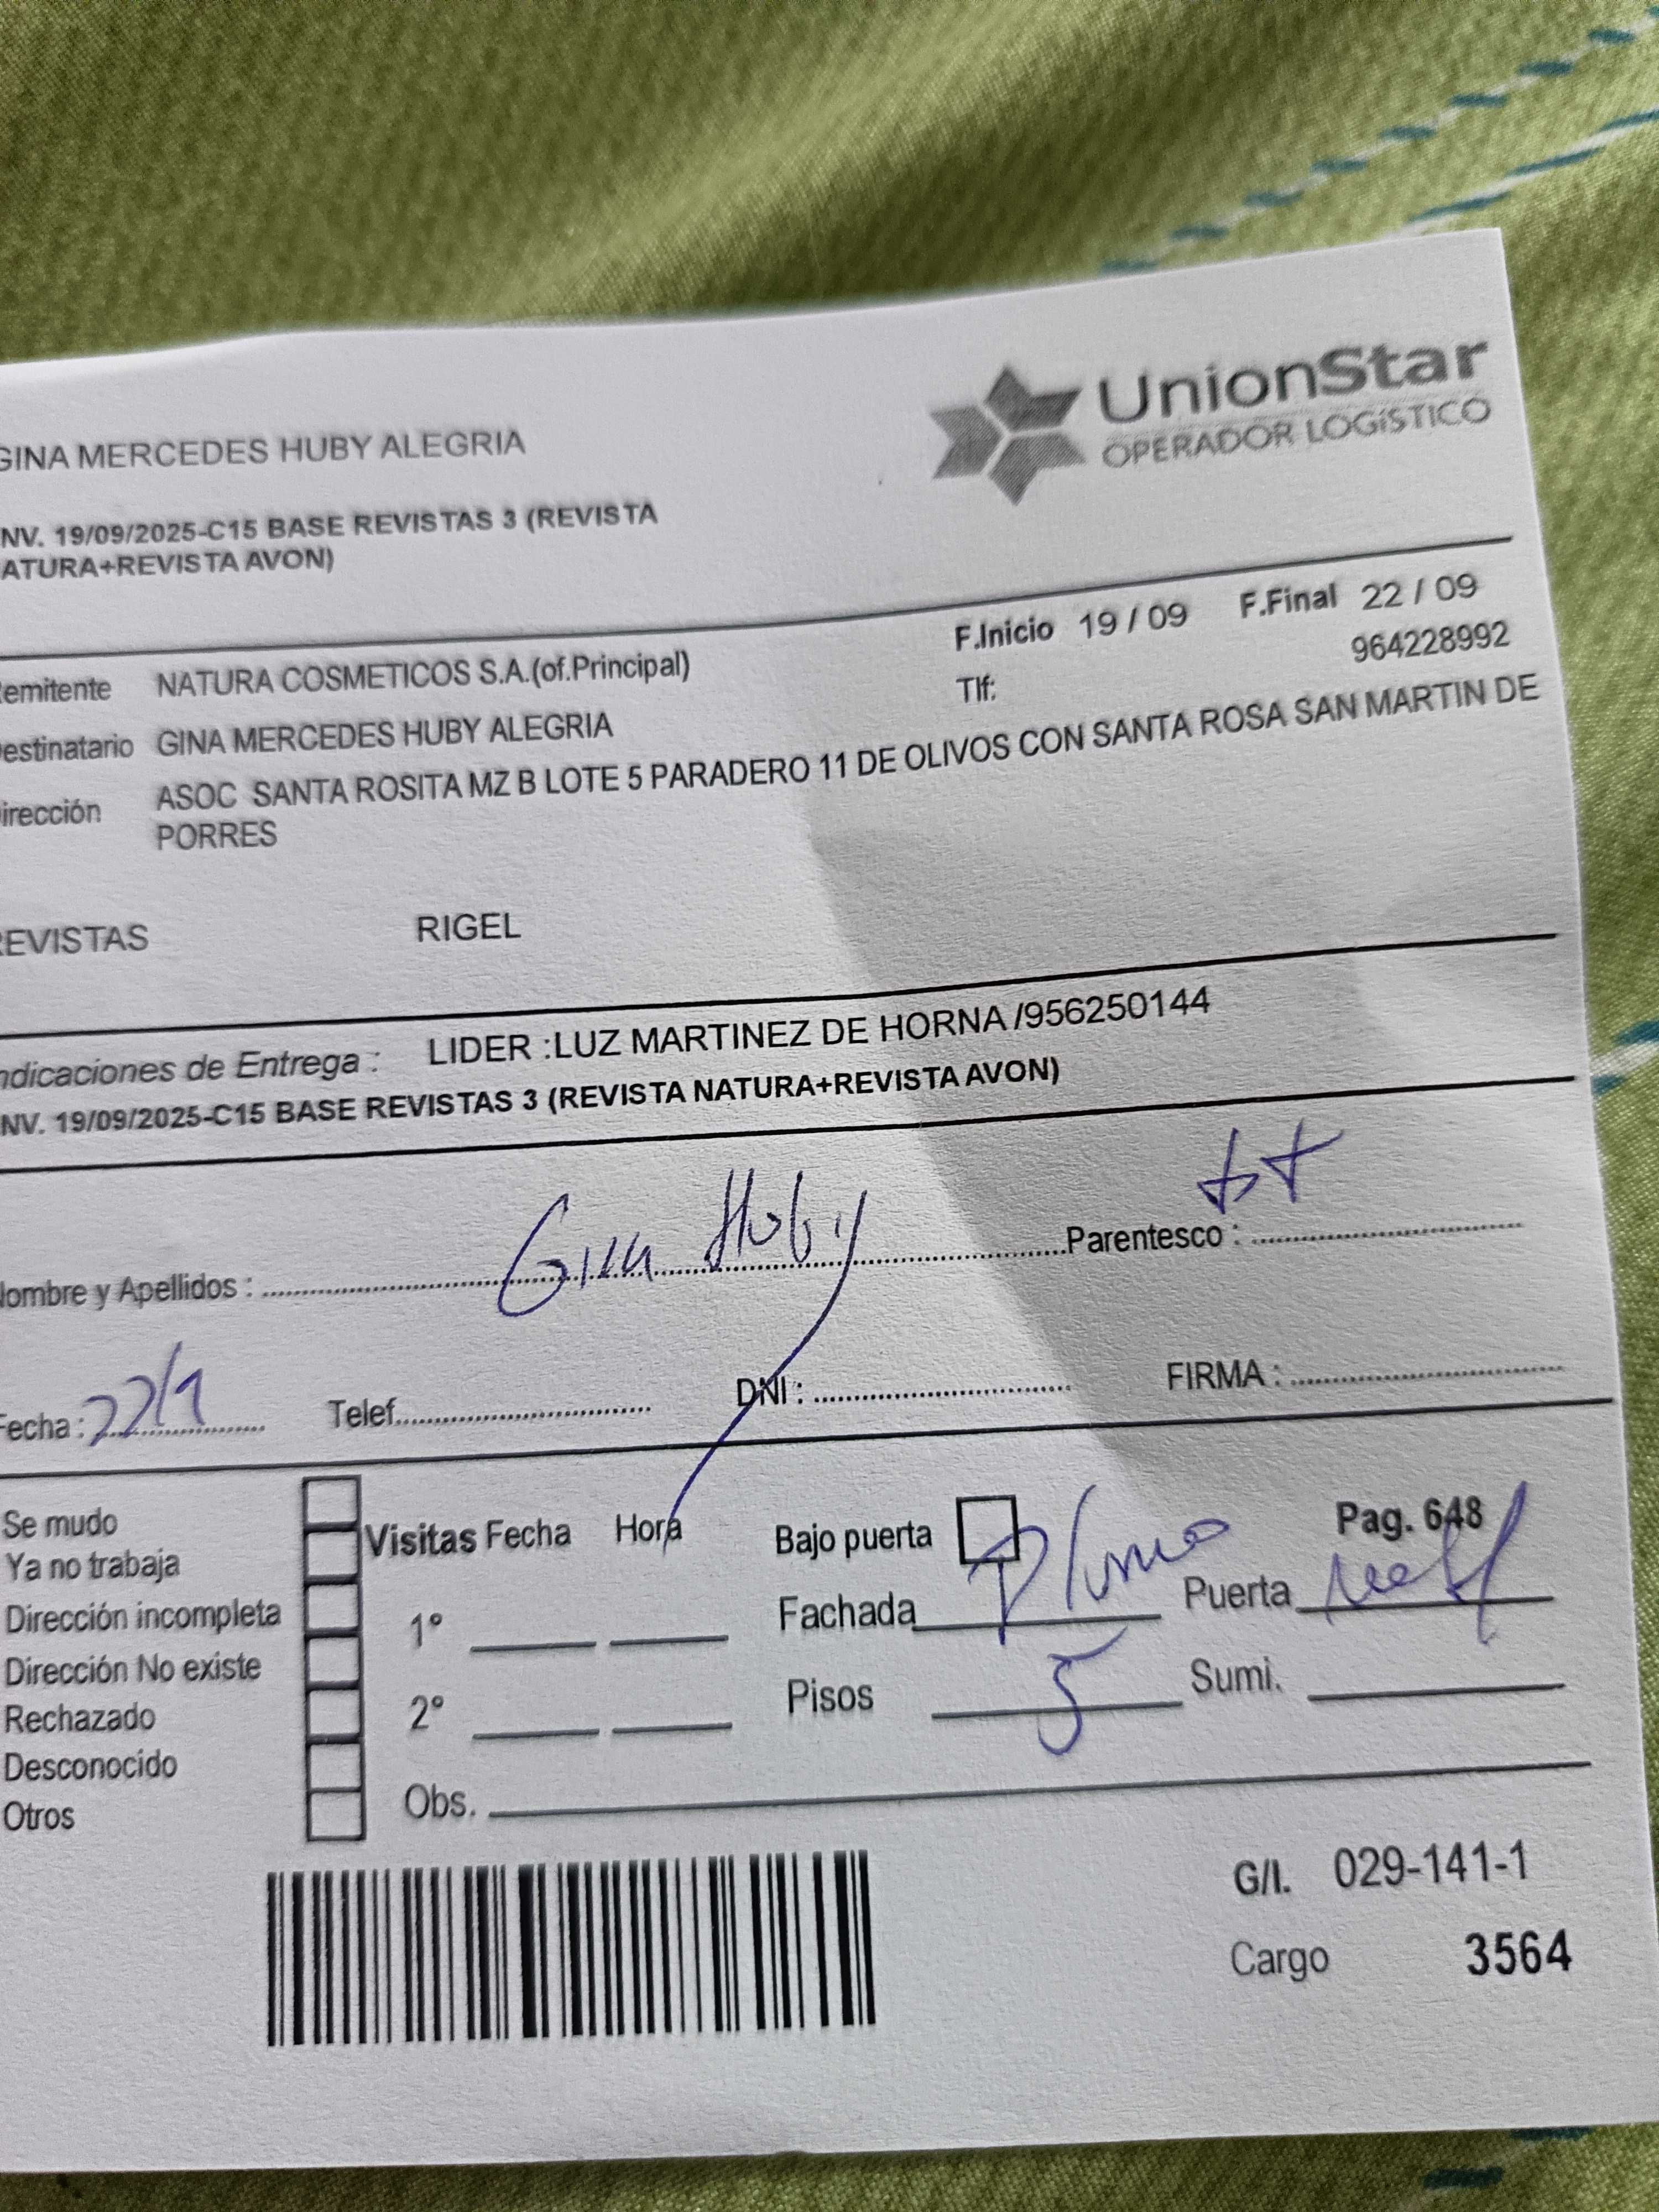 UnionStar
OPERADOR LOGíSTICO
GINA MERCEDES HUBY ALEGRIA
NV. 19/09/2025-C15 BASE REVISTAS 3 (REVISTA
ATURA+REVISTA AVON)
F.Inicio 19 / 09 F.Final 22 / 09
emitente NATURA COSMETICOS S.A.(of.Principal) Tlf: 964228992
estinatario GINA MERCEDES HUBY ALEGRIA
irección ASOC SANTA ROSITA MZ B LOTE 5 PARADERO 11 DE OLIVOS CON SANTA ROSA SAN MARTIN DE
PORRES
REVISTAS RIGEL
ndicaciones de Entrega : LIDER :LUZ MARTINEZ DE HORNA /956250144
NV. 19/09/2025-C15 BASE REVISTAS 3 (REVISTA NATURA+REVISTA AVON)
Nombre y Apellidos : Gina Huby Parentesco :
Fecha : 22/9 Telef. DNI : FIRMA :
Se mudo
Ya no trabaja
Dirección incompleta
Dirección No existe
Rechazado
Desconocido
Otros
Visitas Fecha Hora
1°
2°
Obs.
Bajo puerta Pag. 648
Fachada Plomo Puerta
Pisos 5 Sumi.
G/I. 029-141-1
Cargo 3564